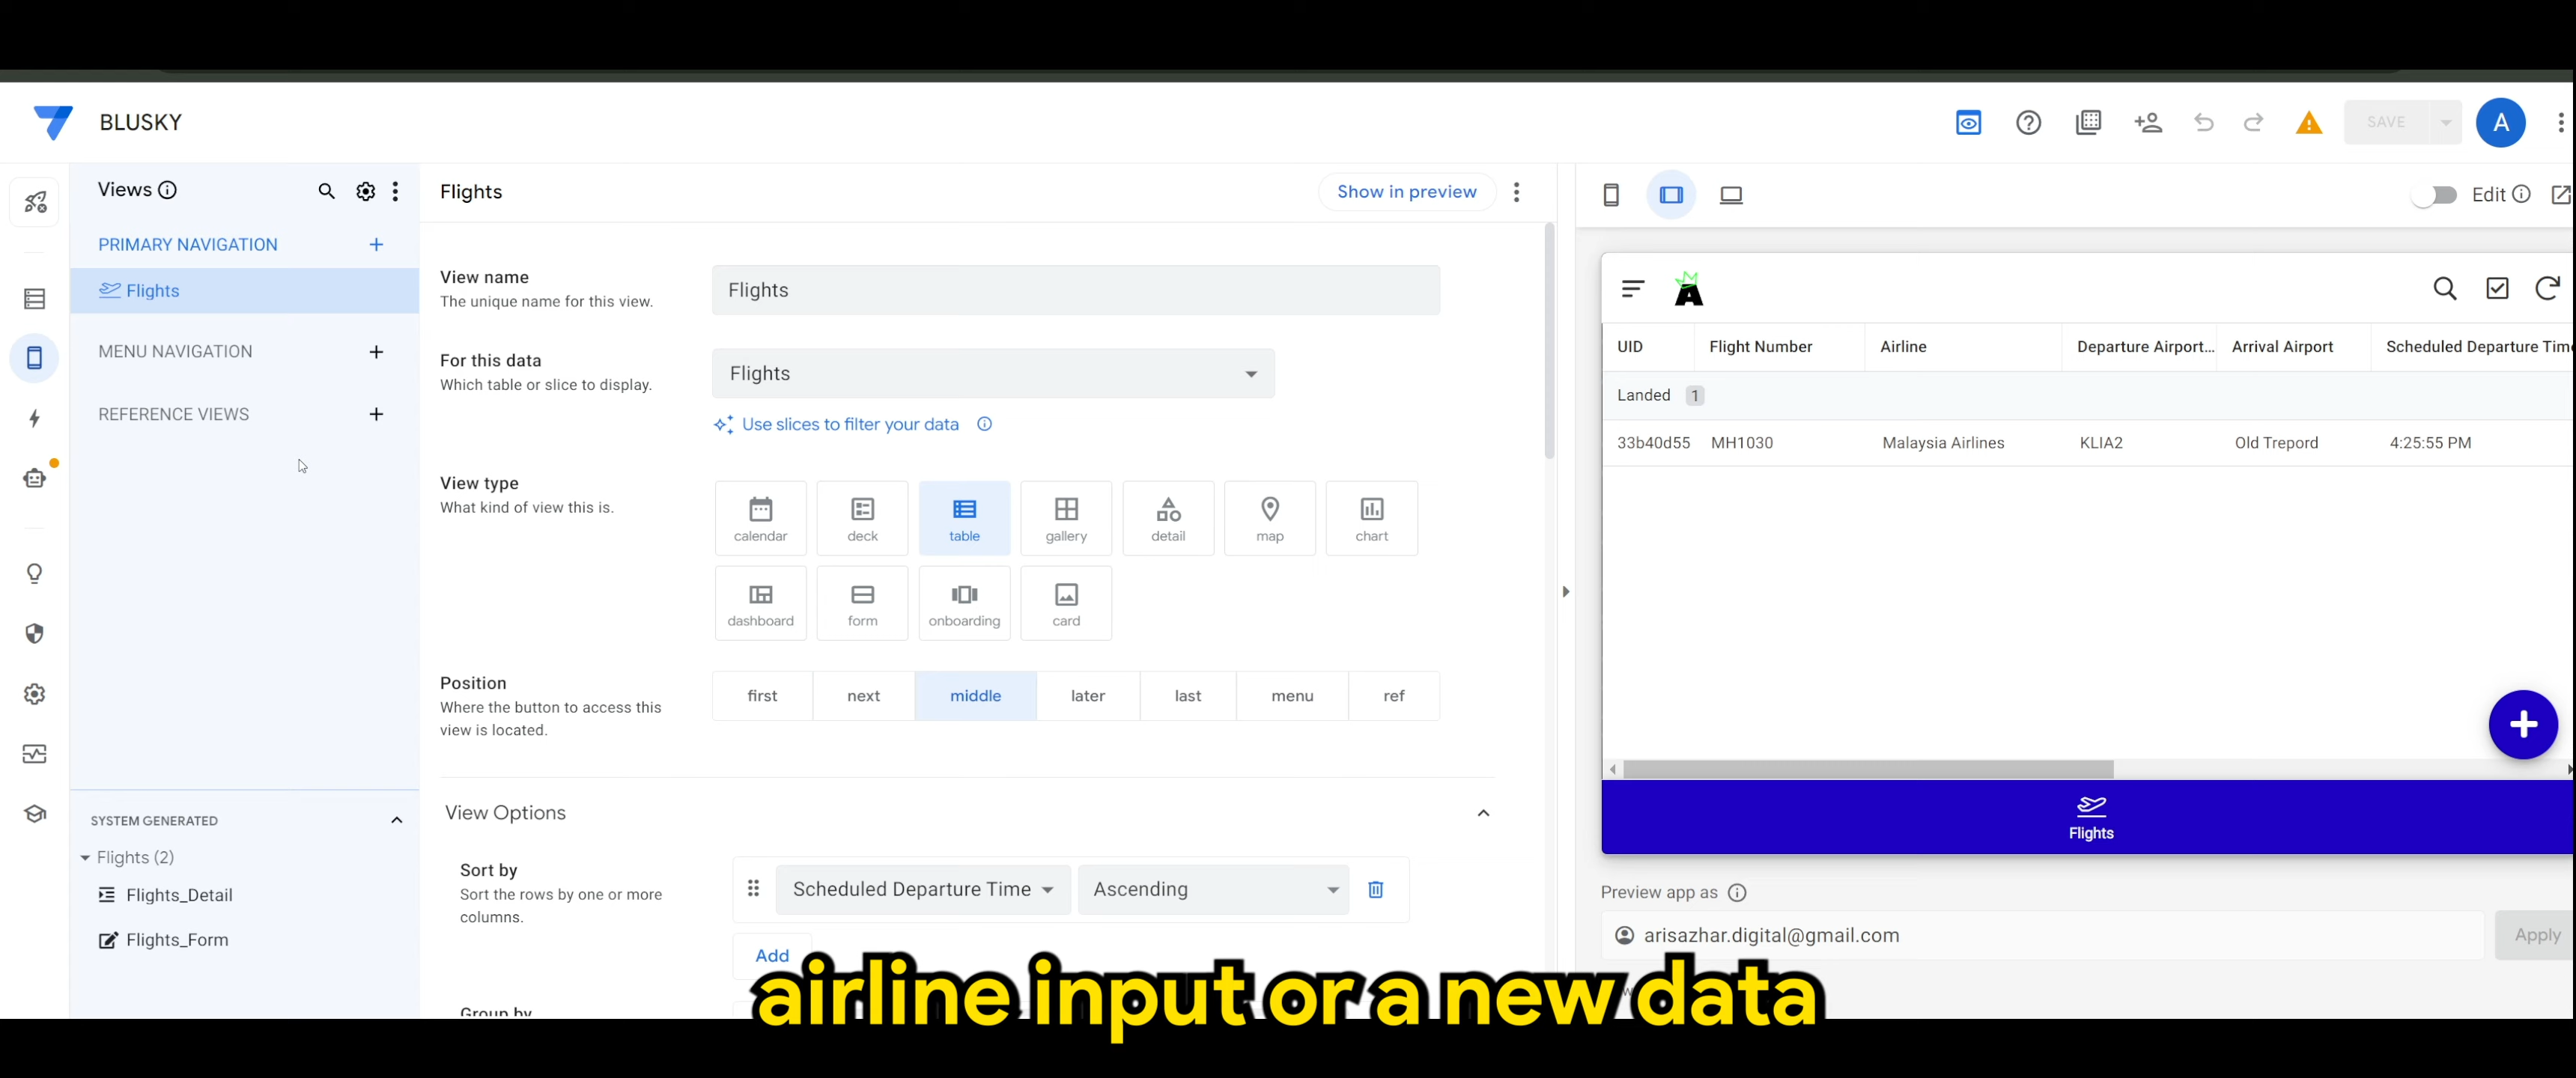 BLUSKY
SAVE
A
Views
PRIMARY NAVIGATION
Flights
MENU NAVIGATION
REFERENCE VIEWS
SYSTEM GENERATED
Flights (2)
Flights_Detail
Flights_Form
Flights
Show in preview
View name
The unique name for this view.
Flights
For this data
Which table or slice to display.
Flights
Use slices to filter your data
View type
What kind of view this is.
calendar
deck
table
gallery
detail
map
chart
dashboard
form
onboarding
card
Position
Where the button to access this
view is located.
first
next
middle
later
last
menu
ref
View Options
Sort by
Sort the rows by one or more
columns.
Scheduled Departure Time
Ascending
Add
Group by
Edit
A
UID Flight Number Airline Departure Airport... Arrival Airport Scheduled Departure Tim
Landed 1
33b40d55 MH1030 Malaysia Airlines KLIA2 Old Trepord 4:25:55 PM
Flights
Preview app as
arisazhar.digital@gmail.com
Apply
airline input or a new data